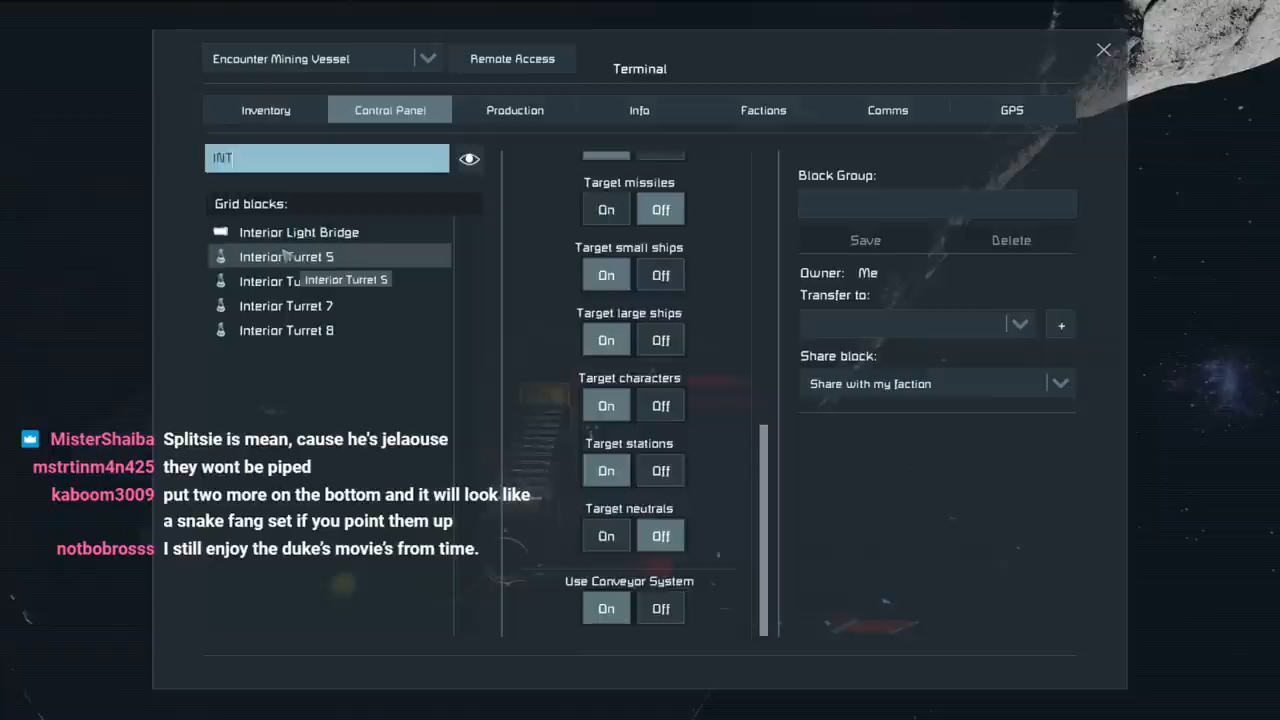 Encounter Mining Vessel
Remote Access
Terminal
Inventory
Control Panel
Production
Info
Factions
Comms
GPS
INT
Grid blocks:
Interior Light Bridge
Interior Turret 5
Interior Tu
Interior Turret 5
Interior Turret 7
Interior Turret 8
Target missiles
On Off
Target small ships
On Off
Target large ships
On Off
Target characters
On Off
Target stations
On Off
Target neutrals
On Off
Use Conveyor System
On Off
Block Group:
Save Delete
Owner: Me
Transfer to:
+
Share block:
Share with my faction
MisterShaiba Splitsie is mean, cause he's jelaouse
mstrtinm4n425 they wont be piped
kaboom3009 put two more on the bottom and it will look like
a snake fang set if you point them up
notbobrosss I still enjoy the duke's movie's from time.